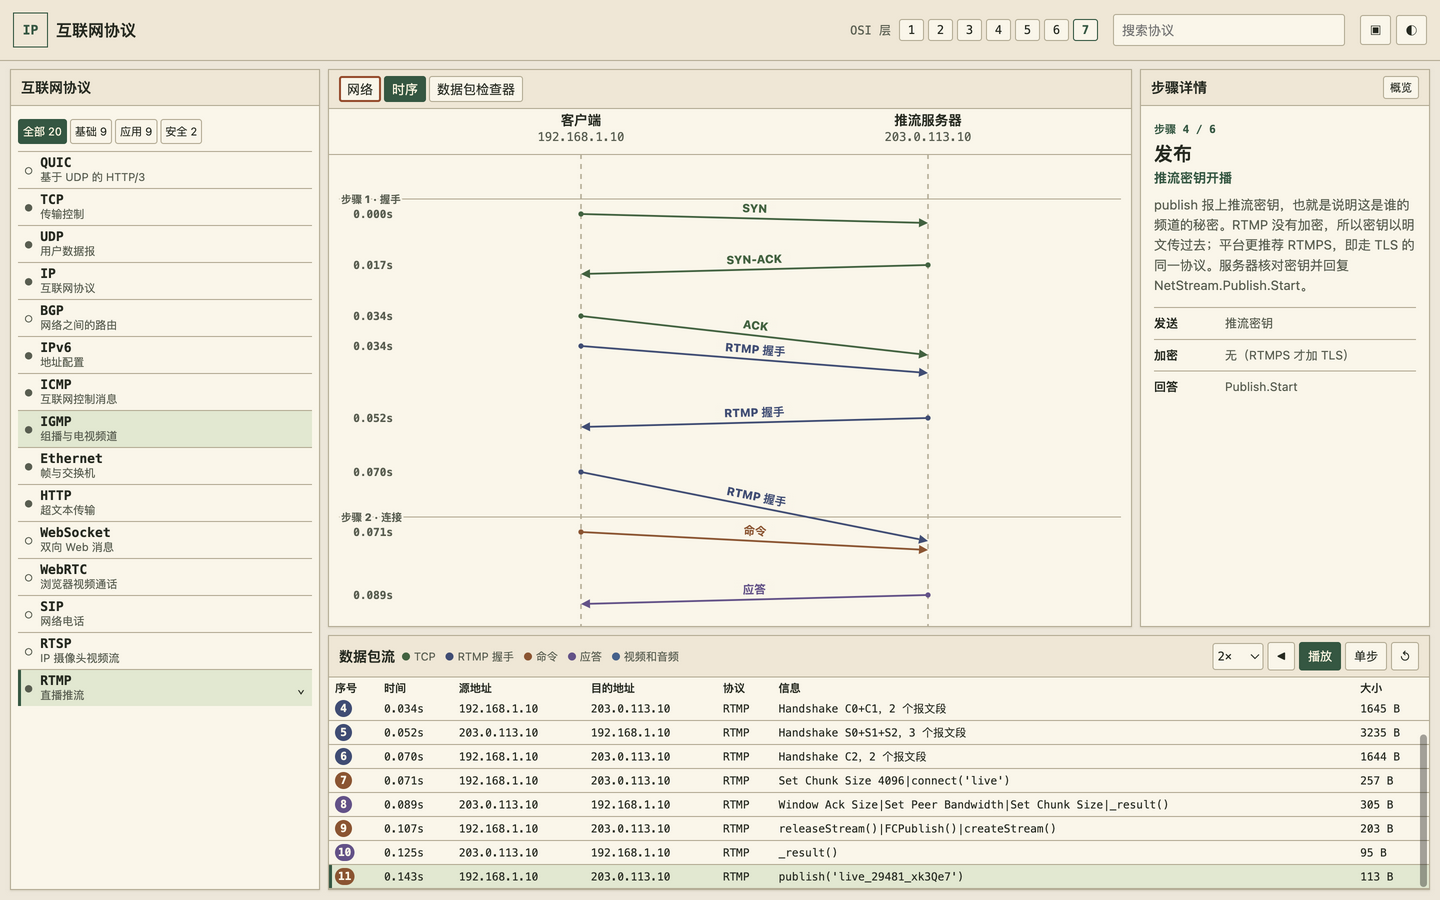 IP 互联网协议 OSI 层 1 2 3 4 5 6 7 搜索协议
互联网协议
全部 20 基础 9 应用 9 安全 2
QUIC
基于 UDP 的 HTTP/3
TCP
传输控制
UDP
用户数据报
IP
互联网协议
BGP
网络之间的路由
IPv6
地址配置
ICMP
互联网控制消息
IGMP
组播与电视频道
Ethernet
帧与交换机
HTTP
超文本传输
WebSocket
双向 Web 消息
WebRTC
浏览器视频通话
SIP
网络电话
RTSP
IP 摄像头视频流
RTMP
直播推流
网络 时序 数据包检查器
客户端 推流服务器
192.168.1.10 203.0.113.10
步骤 1 · 握手
0.000s SYN
0.017s SYN-ACK
0.034s ACK
0.034s RTMP 握手
0.052s RTMP 握手
0.070s RTMP 握手
步骤 2 · 连接
0.071s 命令
0.089s 应答
步骤详情 概览
步骤 4 / 6
发布
推流密钥开播
publish 报上推流密钥，也就是说明这是谁的
频道的秘密。RTMP 没有加密，所以密钥以明
文传过去；平台更推荐 RTMPS，即走 TLS 的
同一协议。服务器核对密钥并回复
NetStream.Publish.Start。
发送 推流密钥
加密 无（RTMPS 才加 TLS）
回答 Publish.Start
数据包流 TCP RTMP 握手 命令 应答 视频和音频 2× 播放 单步
序号 时间 源地址 目的地址 协议 信息 大小
4 0.034s 192.168.1.10 203.0.113.10 RTMP Handshake C0+C1, 2 个报文段 1645 B
5 0.052s 203.0.113.10 192.168.1.10 RTMP Handshake S0+S1+S2, 3 个报文段 3235 B
6 0.070s 192.168.1.10 203.0.113.10 RTMP Handshake C2, 2 个报文段 1644 B
7 0.071s 192.168.1.10 203.0.113.10 RTMP Set Chunk Size 4096|connect('live') 257 B
8 0.089s 203.0.113.10 192.168.1.10 RTMP Window Ack Size|Set Peer Bandwidth|Set Chunk Size|_result() 305 B
9 0.107s 192.168.1.10 203.0.113.10 RTMP releaseStream()|FCPublish()|createStream() 203 B
10 0.125s 203.0.113.10 192.168.1.10 RTMP _result() 95 B
11 0.143s 192.168.1.10 203.0.113.10 RTMP publish('live_29481_xk3Qe7') 113 B